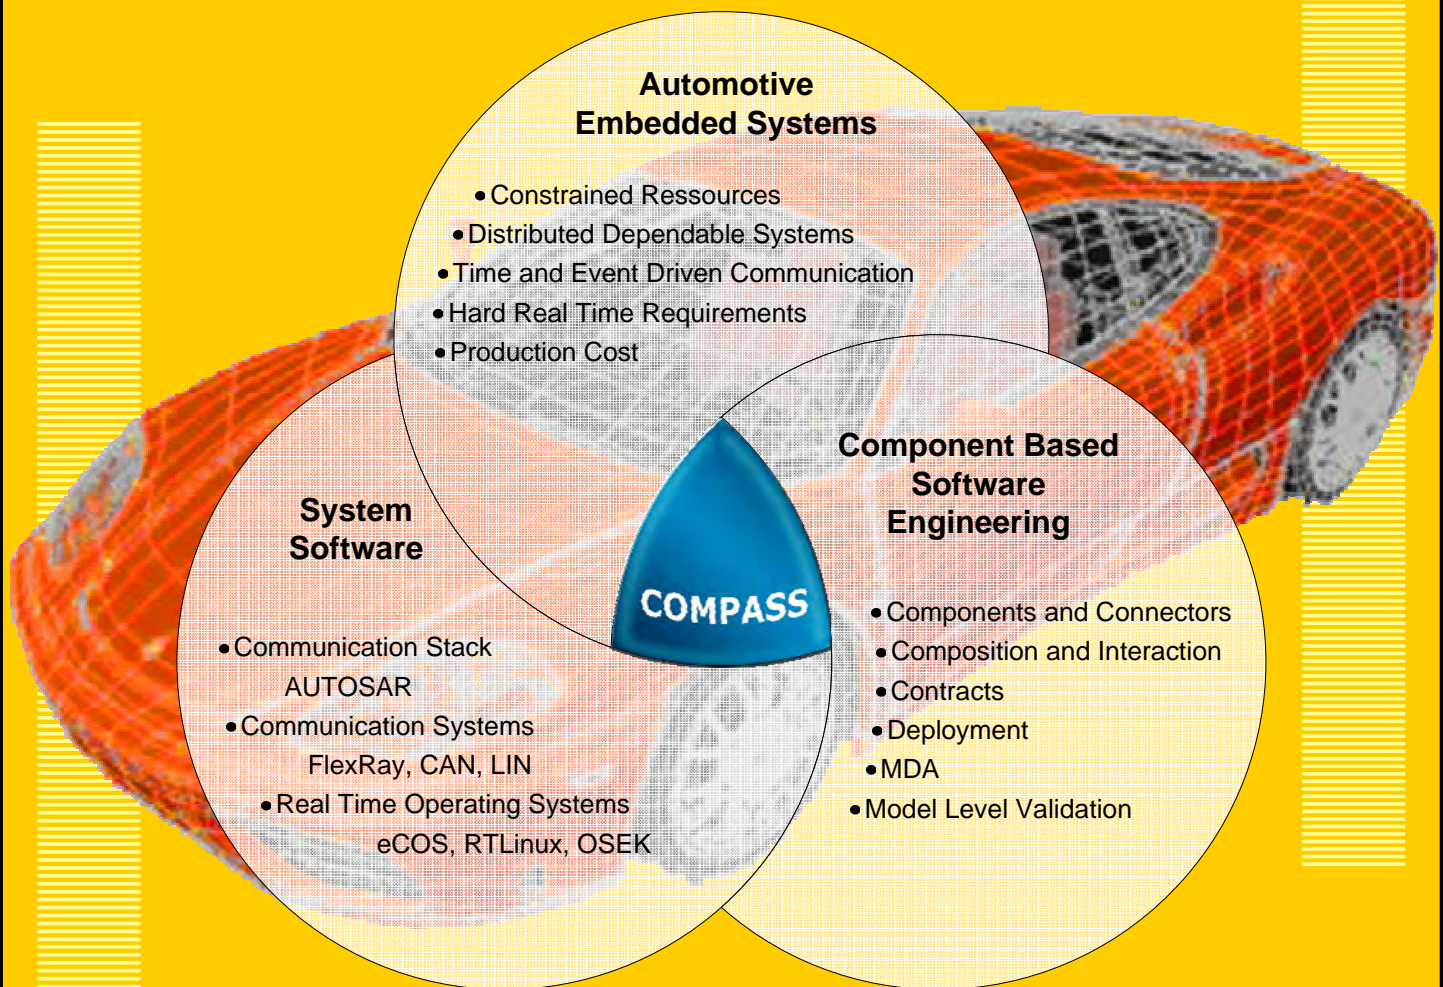 Automotive
Embedded Systems
• Constrained Ressources
• Distributed Dependable Systems
• Time and Event Driven Communication
• Hard Real Time Requirements
• Production Cost
System
Software
• Communication Stack
AUTOSAR
• Communication Systems
FlexRay, CAN, LIN
• Real Time Operating Systems
eCOS, RTLinux, OSEK
COMPASS
Component Based
Software
Engineering
• Components and Connectors
• Composition and Interaction
• Contracts
• Deployment
• MDA
• Model Level Validation